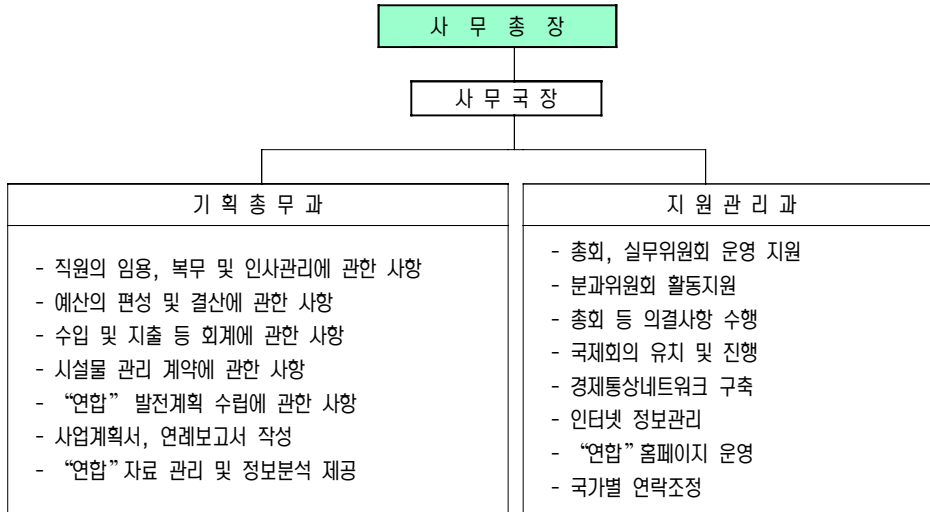 사 무 총 장
사 무 국 장
기 획 총 무 과
- 직원의 임용, 복무 및 인사관리에 관한 사항
- 예산의 편성 및 결산에 관한 사항
- 수입 및 지출 등 회계에 관한 사항
- 시설물 관리 계약에 관한 사항
- “연합” 발전계획 수립에 관한 사항
- 사업계획서, 연례보고서 작성
- “연합”자료 관리 및 정보분석 제공
지 원 관 리 과
- 총회, 실무위원회 운영 지원
- 분과위원회 활동지원
- 총회 등 의결사항 수행
- 국제회의 유치 및 진행
- 경제통상네트워크 구축
- 인터넷 정보관리
- “연합”홈페이지 운영
- 국가별 연락조정